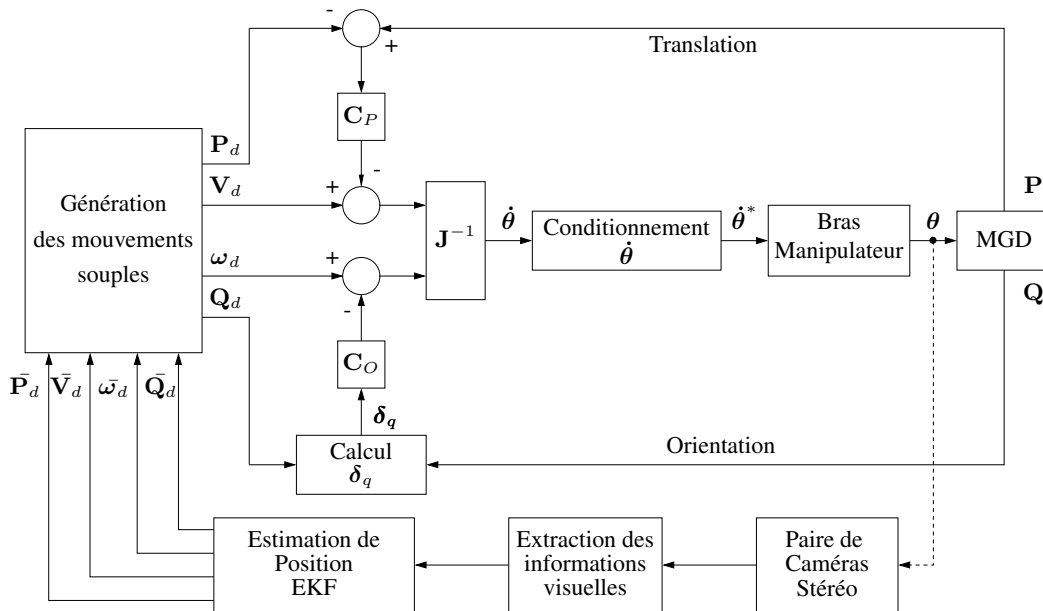 -
+
Translation
C_P
P_d
-
V_d
+
P
Génération
des mouvements
souples
J⁻¹
θ̇
Conditionnement
θ̇
θ̇*
Bras
Manipulateur
θ
MGD
ω_d
+
Q_d
-
Q
C_O
P̄_d
V̄_d
ω̄_d
Q̄_d
δ_q
Calcul
δ_q
Orientation
Estimation de
Position
EKF
Extraction des
informations
visuelles
Paire de
Caméras
Stéréo